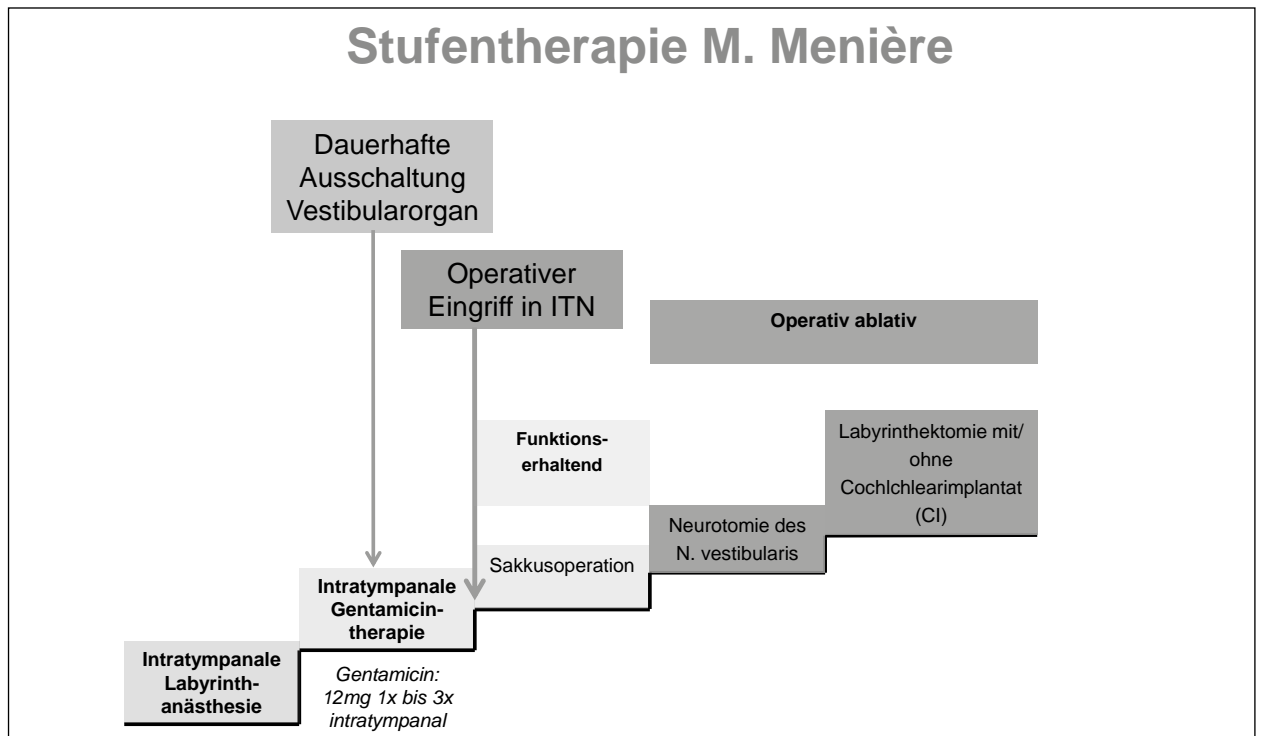 Stufentherapie M. Menière
Dauerhafte
Ausschaltung
Vestibularorgan
Operativer
Eingriff in ITN
Operativ ablativ
Funktions-
erhaltend
Labyrinthektomie mit/
ohne
Cochlchlearimplantat
(CI)
Neurotomie des
N. vestibularis
Sakkusoperation
Intratympanale
Gentamicin-
therapie
Intratympanale
Labyrinth-
anästhesie
Gentamicin:
12mg 1x bis 3x
intratympanal